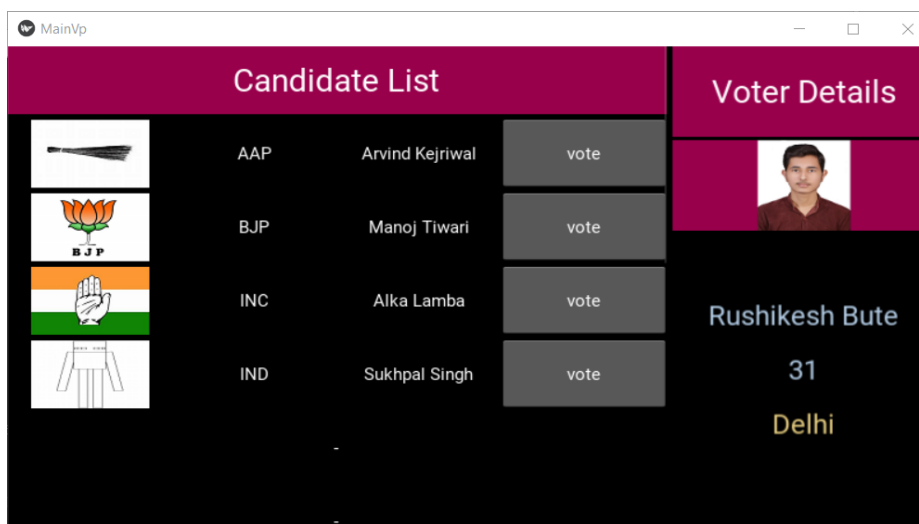 MainVp
Candidate List
AAP Arvind Kejriwal vote
BJP
BJP Manoj Tiwari vote
INC Alka Lamba vote
IND Sukhpal Singh vote
-
-
Voter Details
Rushikesh Bute
31
Delhi